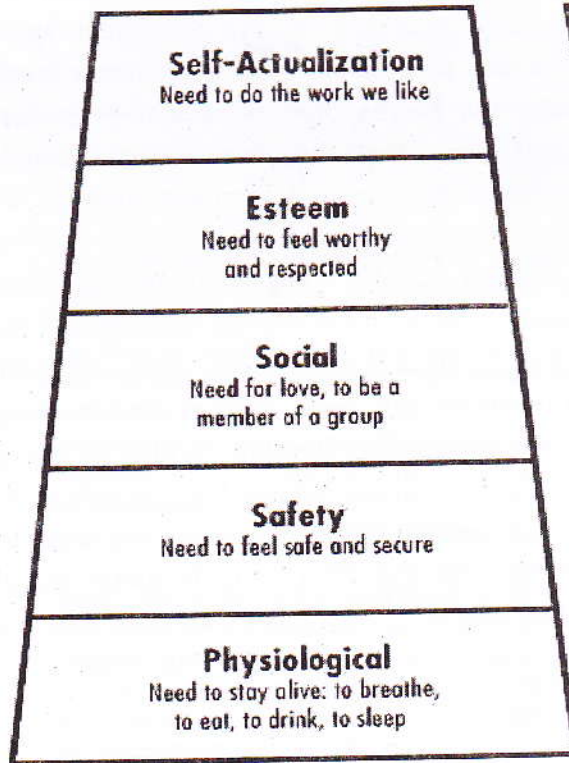 Self-Actualization
Need to do the work we like
Esteem
Need to feel worthy
and respected
Social
Need for love, to be a
member of a group
Safety
Need to feel safe and secure
Physiological
Need to stay alive: to breathe,
to eat, to drink, to sleep